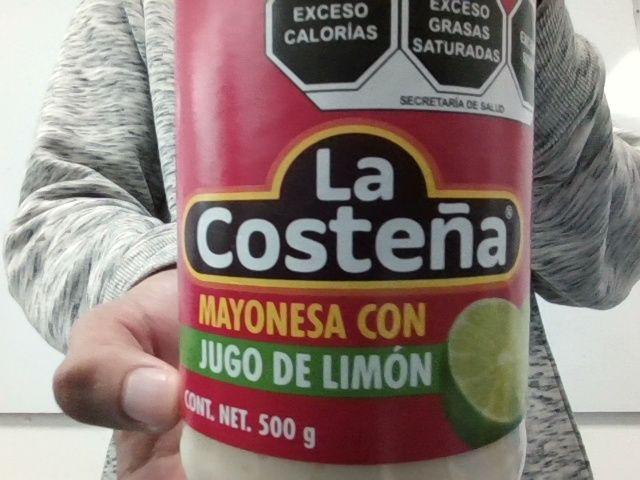 EXCESO
CALORÍAS
EXCESO
GRASAS
SATURADAS
SECRETARÍA DE SALUD
La
Costeña®
MAYONESA CON
JUGO DE LIMÓN
CONT. NET. 500 g